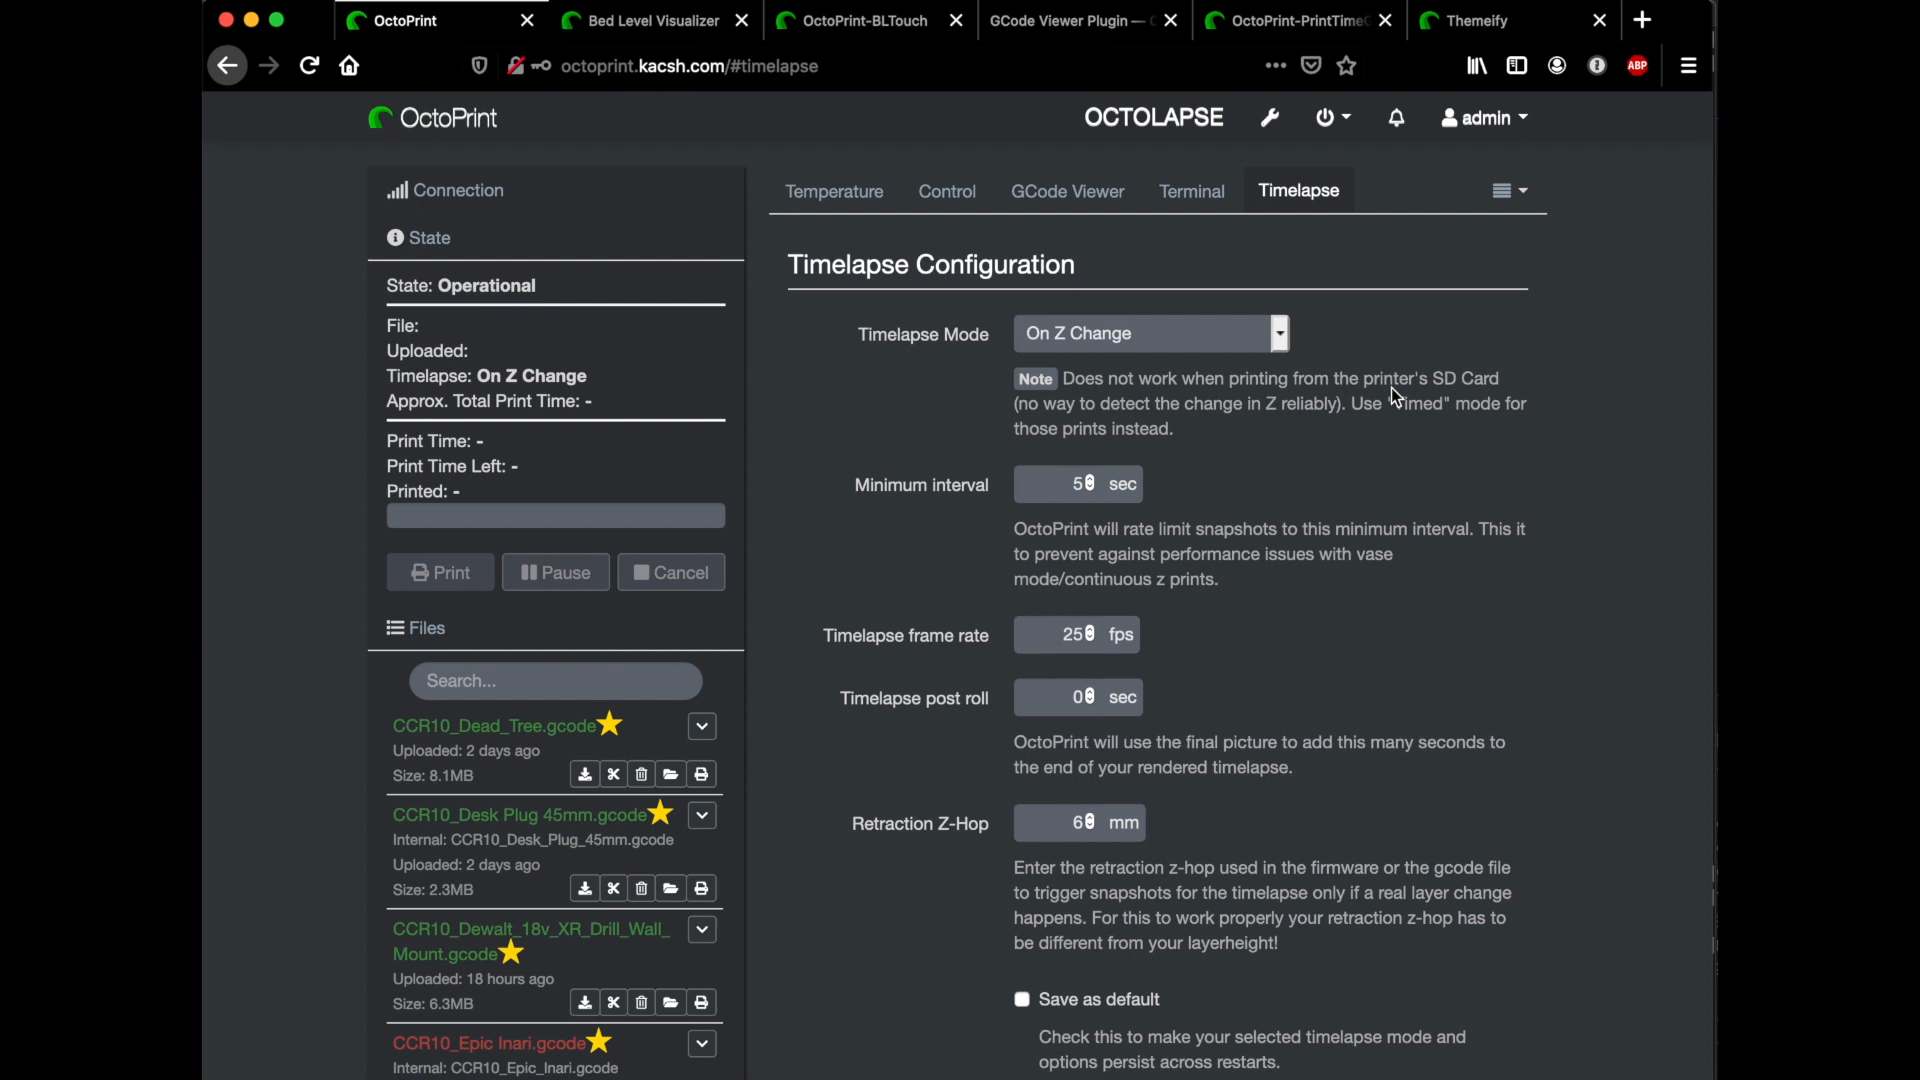 OctoPrint
Bed Level Visualizer
OctoPrint-BLTouch
GCode Viewer Plugin —
OctoPrint-PrintTimeG
Themeify
octoprint.kacsh.com/#timelapse
ABP
OctoPrint
OCTOLAPSE
admin
Connection
State
State: Operational
File:
Uploaded:
Timelapse: On Z Change
Approx. Total Print Time: -
Print Time: -
Print Time Left: -
Printed: -
Print
Pause
Cancel
Files
Search...
CCR10_Dead_Tree.gcode
Uploaded: 2 days ago
Size: 8.1MB
CCR10_Desk Plug 45mm.gcode
Internal: CCR10_Desk_Plug_45mm.gcode
Uploaded: 2 days ago
Size: 2.3MB
CCR10_Dewalt_18v_XR_Drill_Wall_
Mount.gcode
Uploaded: 18 hours ago
Size: 6.3MB
CCR10_Epic Inari.gcode
Internal: CCR10_Epic_Inari.gcode
Temperature
Control
GCode Viewer
Terminal
Timelapse
Timelapse Configuration
Timelapse Mode
On Z Change
Note Does not work when printing from the printer's SD Card
(no way to detect the change in Z reliably). Use "Timed" mode for
those prints instead.
Minimum interval
5 sec
OctoPrint will rate limit snapshots to this minimum interval. This it
to prevent against performance issues with vase
mode/continuous z prints.
Timelapse frame rate
25 fps
Timelapse post roll
0 sec
OctoPrint will use the final picture to add this many seconds to
the end of your rendered timelapse.
Retraction Z-Hop
6 mm
Enter the retraction z-hop used in the firmware or the gcode file
to trigger snapshots for the timelapse only if a real layer change
happens. For this to work properly your retraction z-hop has to
be different from your layerheight!
Save as default
Check this to make your selected timelapse mode and
options persist across restarts.